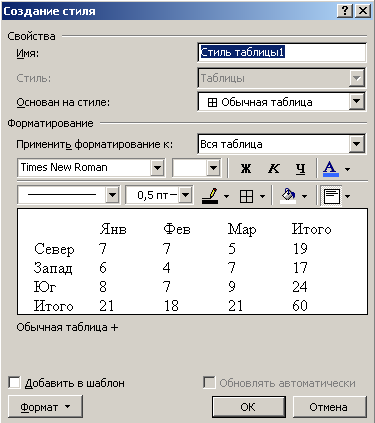 Создание стиля
Свойства
Имя: Стиль таблицы1
Стиль: Таблицы
Основан на стиле: Обычная таблица
Форматирование
Применить форматирование к: Вся таблица
Times New Roman Ж К Ч А
0,5 пт
Янв Фев Мар Итого
Север 7 7 5 19
Запад 6 4 7 17
Юг 8 7 9 24
Итого 21 18 21 60
Обычная таблица +
Добавить в шаблон Обновлять автоматически
Формат ОК Отмена